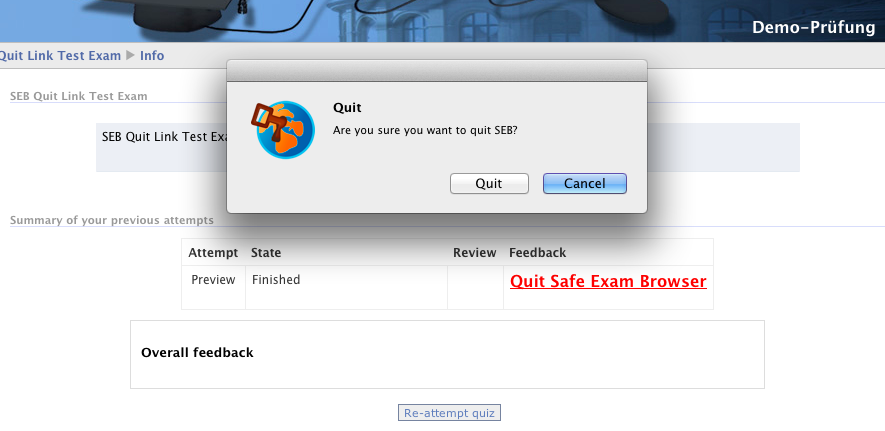 Demo-Prüfung
Quit Link Test Exam ▶ Info
SEB Quit Link Test Exam
SEB Quit Link Test Exa
Quit
Are you sure you want to quit SEB?
Quit Cancel
Summary of your previous attempts
Attempt State Review Feedback
Preview Finished Quit Safe Exam Browser
Overall feedback
Re-attempt quiz